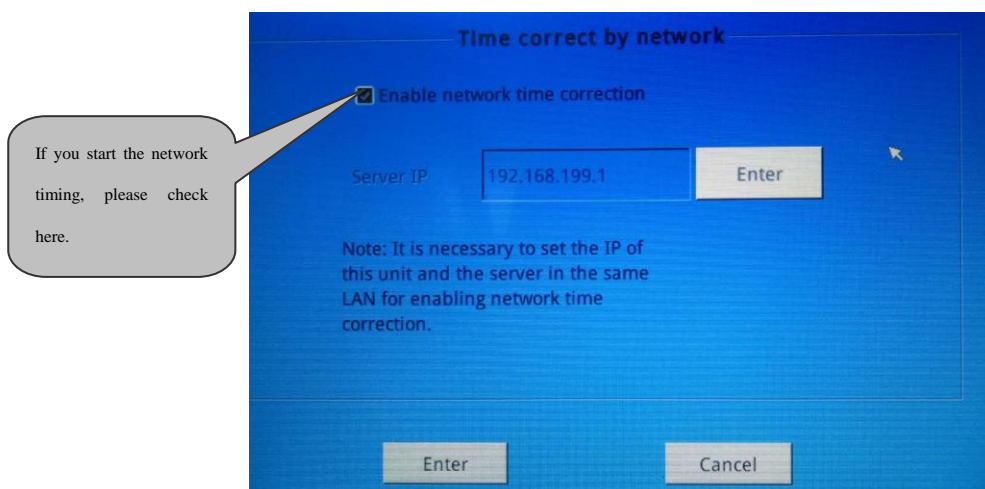 Time correct by network
Enable network time correction
If you start the network
timing, please check
here.
Server IP
192.168.199.1
Enter
Note: It is necessary to set the IP of
this unit and the server in the same
LAN for enabling network time
correction.
Enter
Cancel